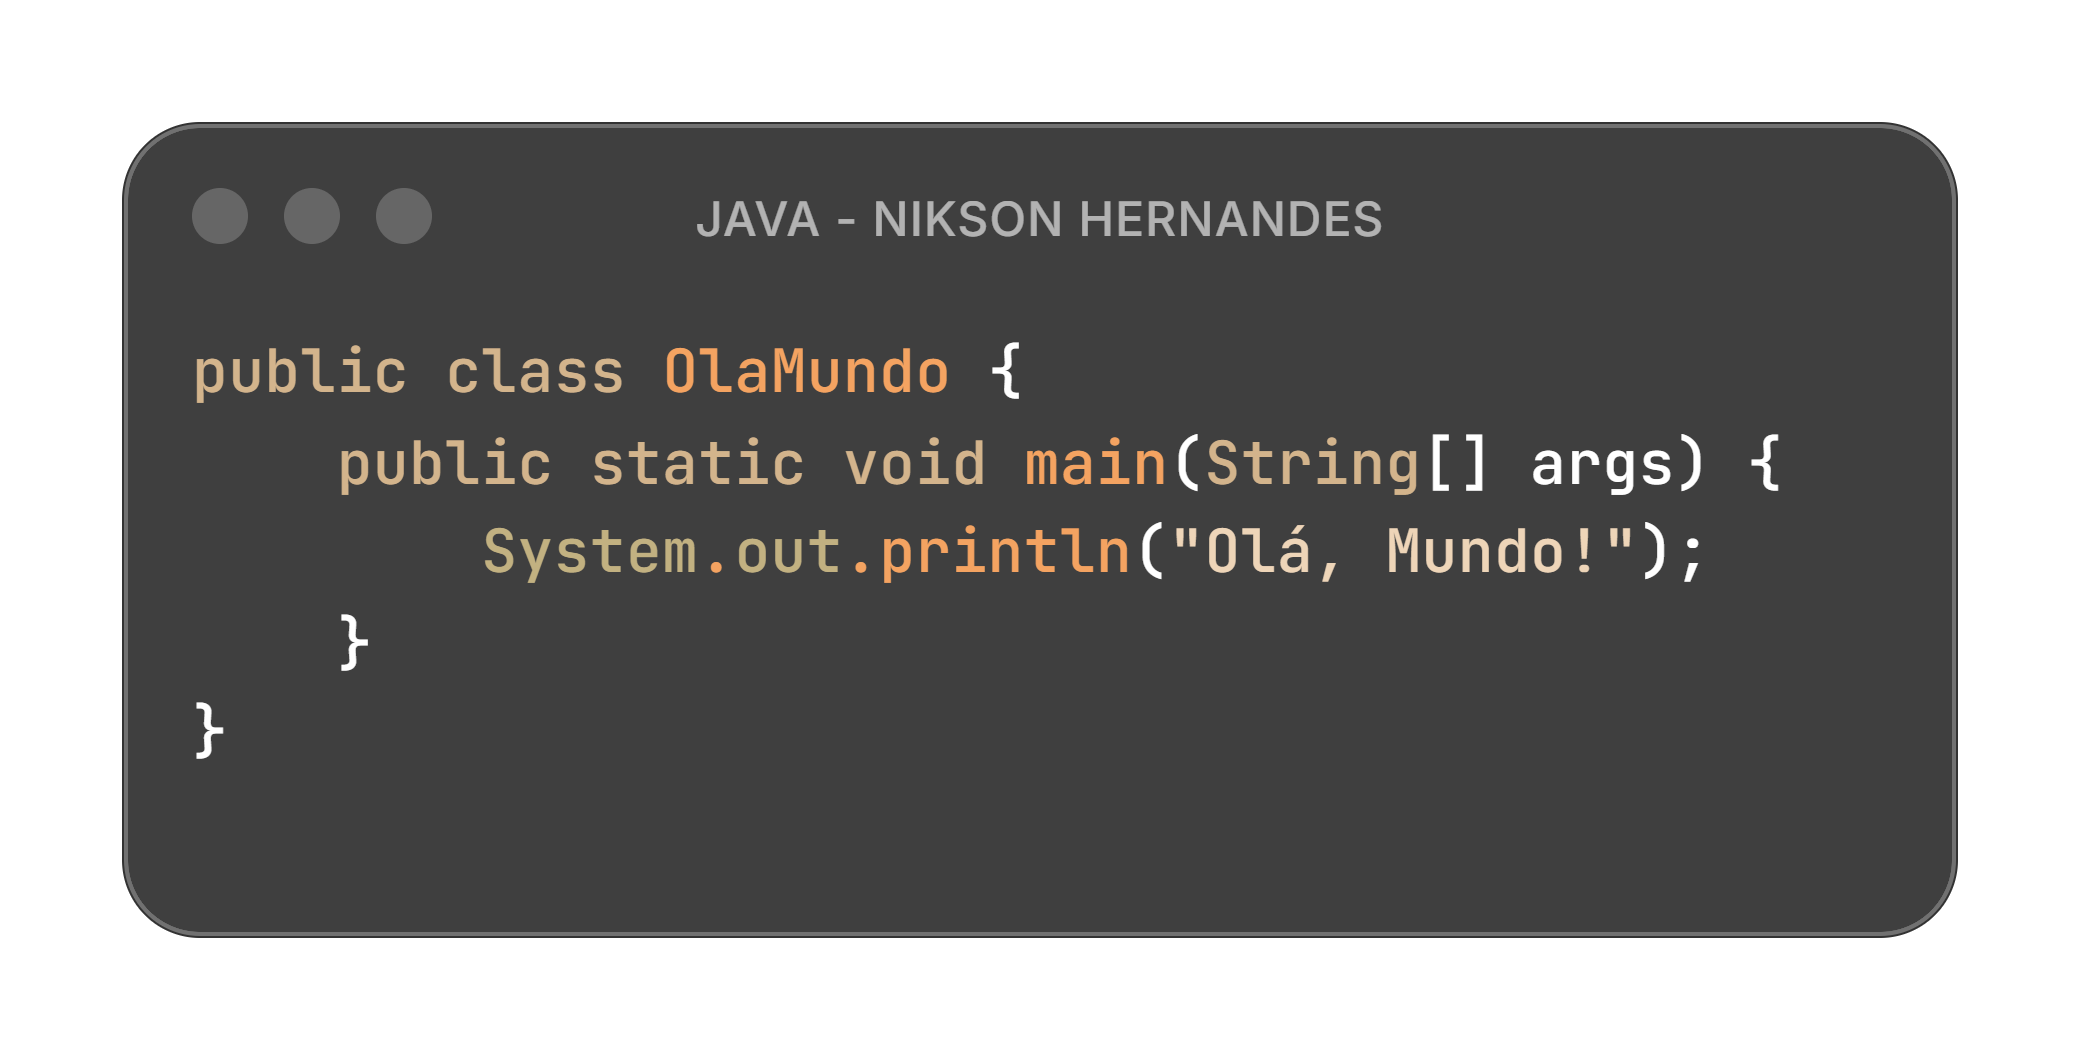 JAVA - NIKSON HERNANDES
public class OlaMundo {
    public static void main(String[] args) {
        System.out.println("Olá, Mundo!");
    }
}